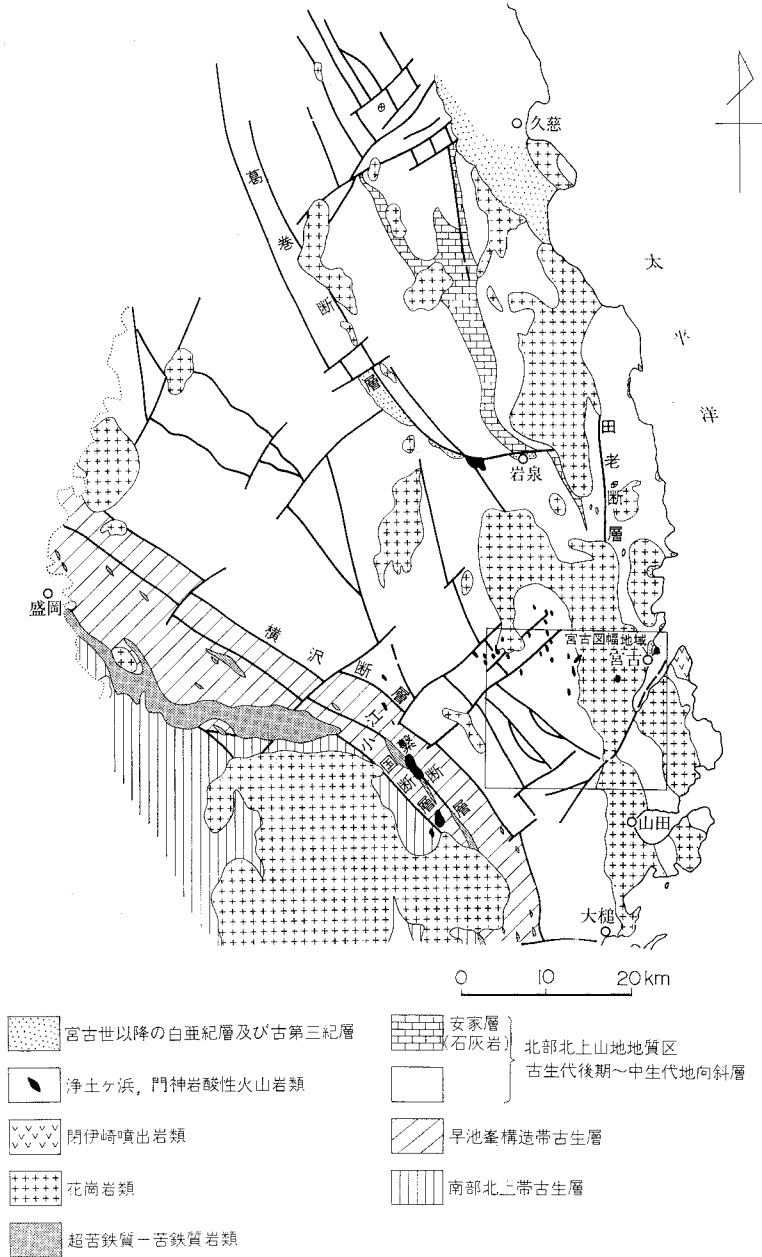 久慈
葛巻断層
太平洋
田老断層
岩泉
盛岡
横沢断層
宮古図幅地域
宮古
江繋断層
小国断層
山田
大槌
0 10 20km
宮古世以降の白亜紀層及び古第三紀層
浄土ヶ浜，門神岩酸性火山岩類
閉伊崎噴出岩類
花崗岩類
超苦鉄質－苦鉄質岩類
安家層
(石灰岩)
北部北上山地地質区
古生代後期～中生代地向斜層
早池峯構造帯古生層
南部北上帯古生層